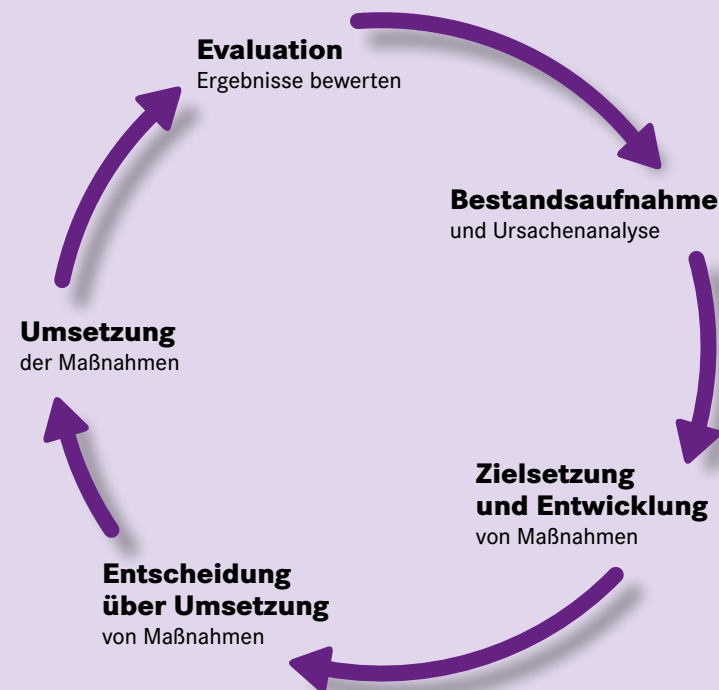 Evaluation
Ergebnisse bewerten
Bestandsaufnahme
und Ursachenanalyse
Zielsetzung
und Entwicklung
von Maßnahmen
Entscheidung
über Umsetzung
von Maßnahmen
Umsetzung
der Maßnahmen